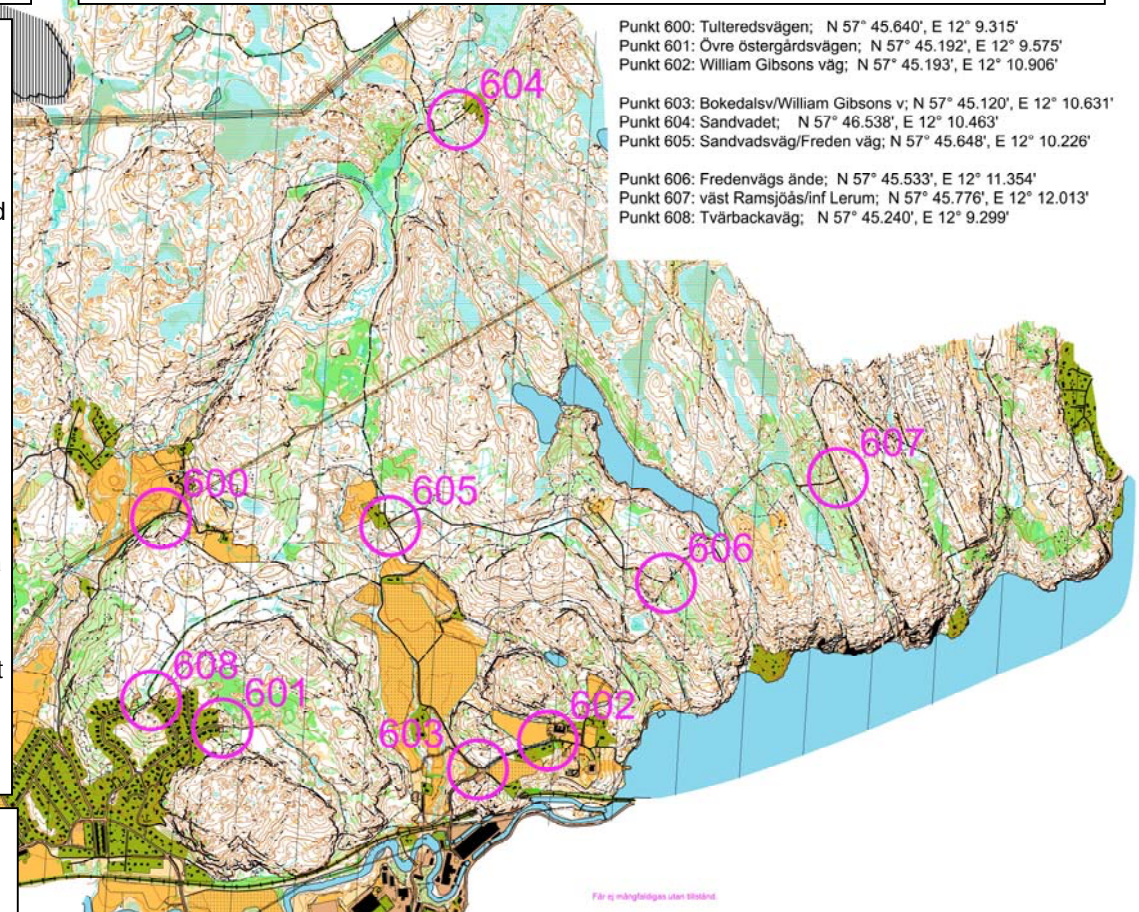 Punkt 600: Tulteredsvägen; N 57° 45.640', E 12° 9.315'
Punkt 601: Övre östergårdsvägen; N 57° 45.192', E 12° 9.575'
Punkt 602: William Gibsons väg; N 57° 45.193', E 12° 10.906'
Punkt 603: Bokedalsv/William Gibsons v; N 57° 45.120', E 12° 10.631'
Punkt 604: Sandvadet; N 57° 46.538', E 12° 10.463'
Punkt 605: Sandvadsväg/Freden väg; N 57° 45.648', E 12° 10.226'
Punkt 606: Fredenvägs ände; N 57° 45.533', E 12° 11.354'
Punkt 607: väst Ramsjöås/inf Lerum; N 57° 45.776', E 12° 12.013'
Punkt 608: Tvärbackaväg; N 57° 45.240', E 12° 9.299'
604
d
607
600
605
606
t
608
601
602
603
Får ej mångfaldigas utan tillstånd.